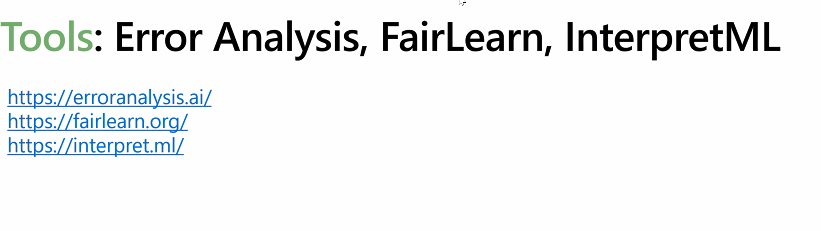 Tools: Error Analysis, FairLearn, InterpretML
https://erroranalysis.ai/
https://fairlearn.org/
https://interpret.ml/